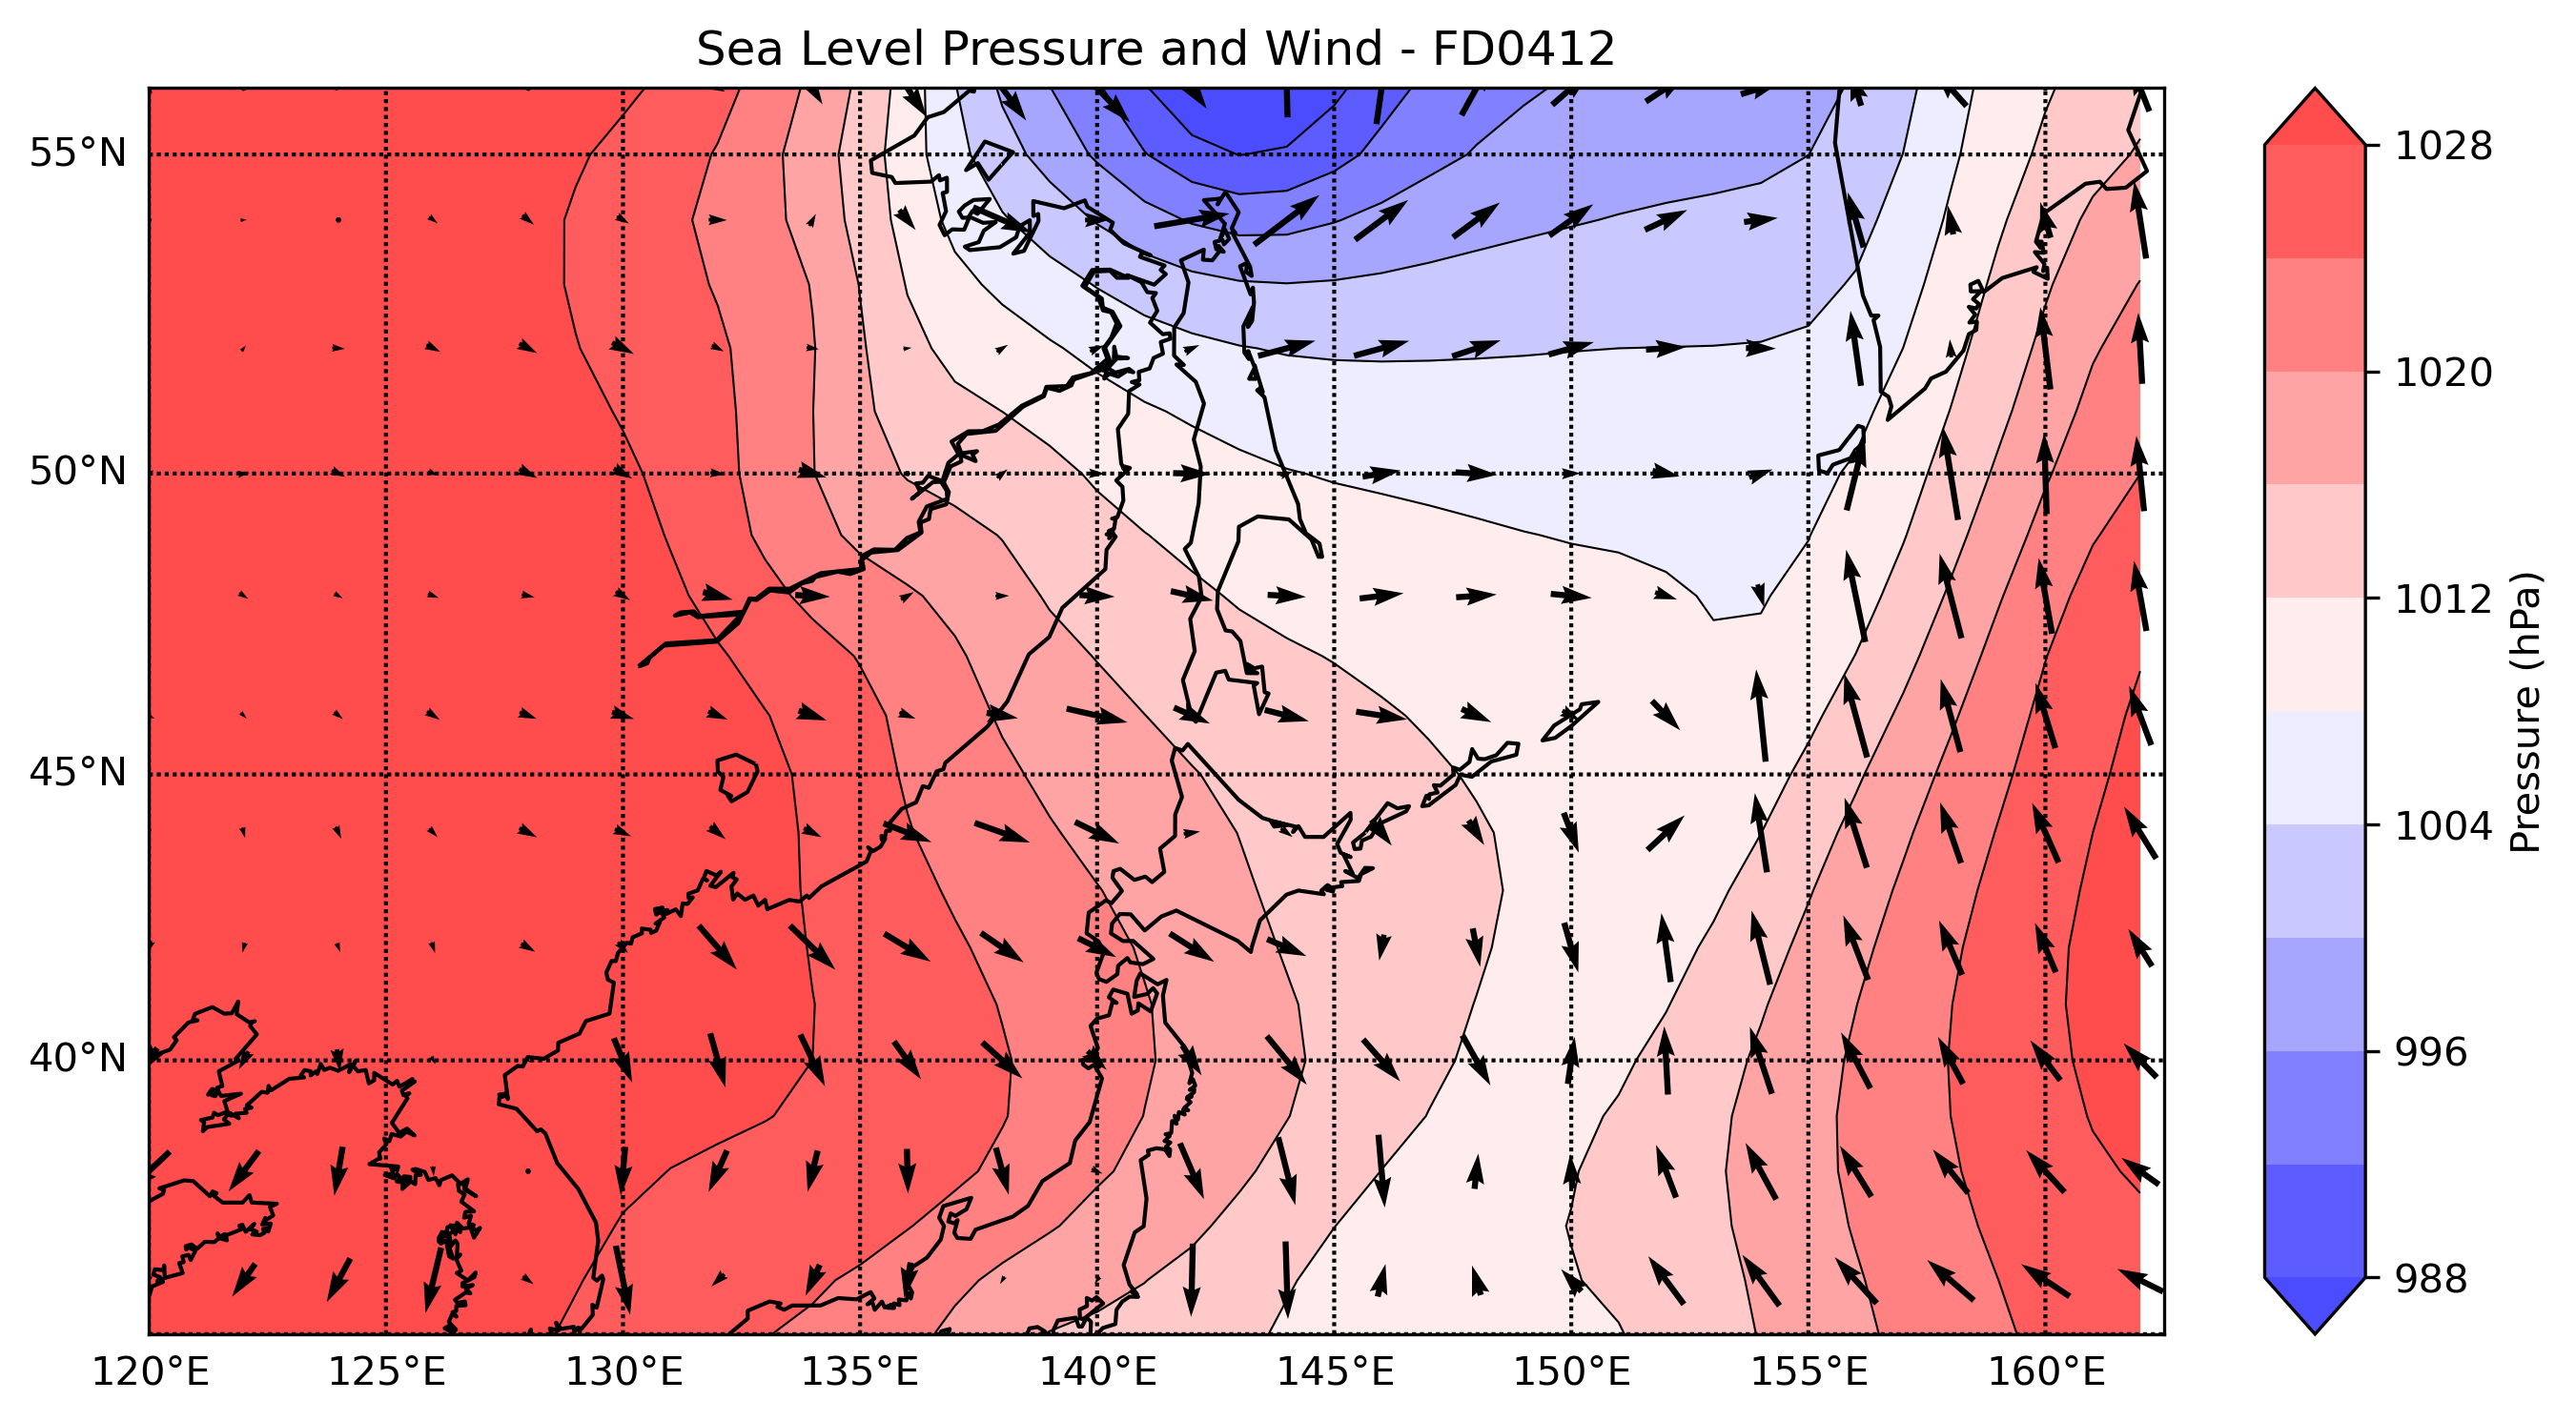 Sea Level Pressure and Wind - FD0412
55°N
50°N
45°N
40°N
120°E
125°E
130°E
135°E
140°E
145°E
150°E
155°E
160°E
1028
1020
1012
1004
996
988
Pressure (hPa)